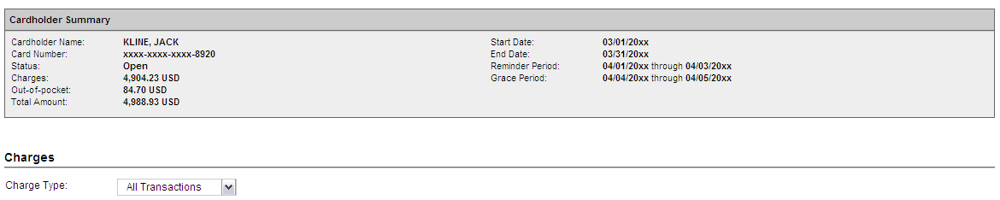 Cardholder Summary
Cardholder Name: KLINE, JACK Start Date: 03/01/20xx
Card Number: xxxx-xxxx-xxxx-8920 End Date: 03/31/20xx
Status: Open Reminder Period: 04/01/20xx through 04/03/20xx
Charges: 4,904.23 USD Grace Period: 04/04/20xx through 04/05/20xx
Out-of-pocket: 84.70 USD
Total Amount: 4,988.93 USD
Charges
Charge Type: All Transactions